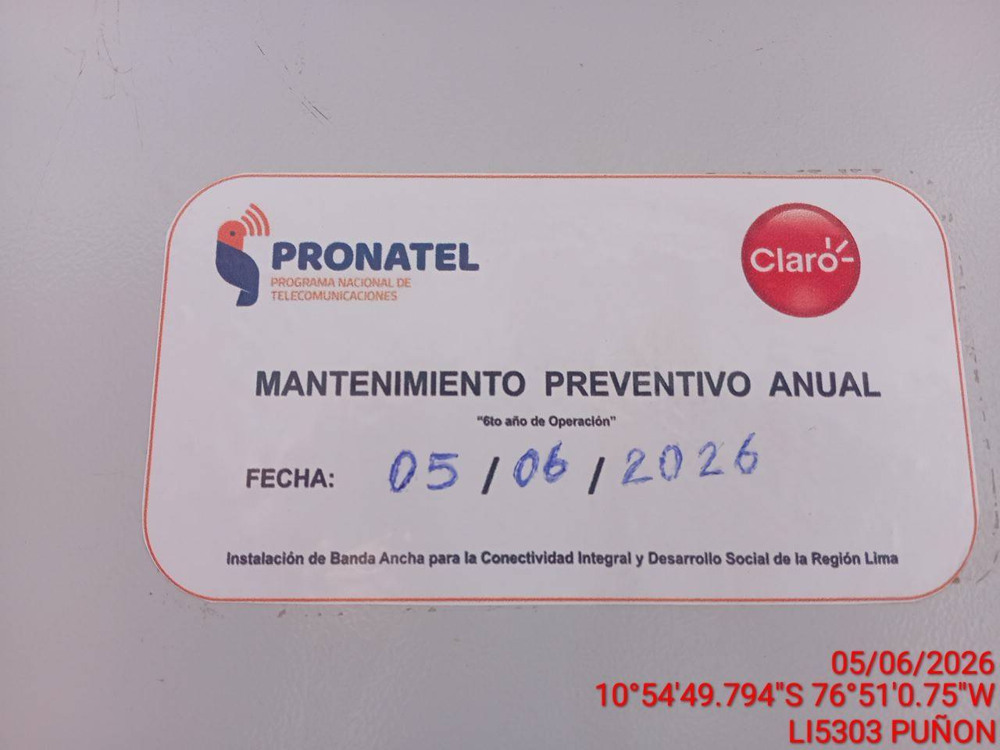 PRONATEL
PROGRAMA NACIONAL DE
TELECOMUNICACIONES
Claro
MANTENIMIENTO PREVENTIVO ANUAL
"6to año de Operación"
FECHA: 05 / 06 / 2026
Instalación de Banda Ancha para la Conectividad Integral y Desarrollo Social de la Región Lima
05/06/2026
10°54'49.794"S 76°51'0.75"W
LI5303 PUÑON